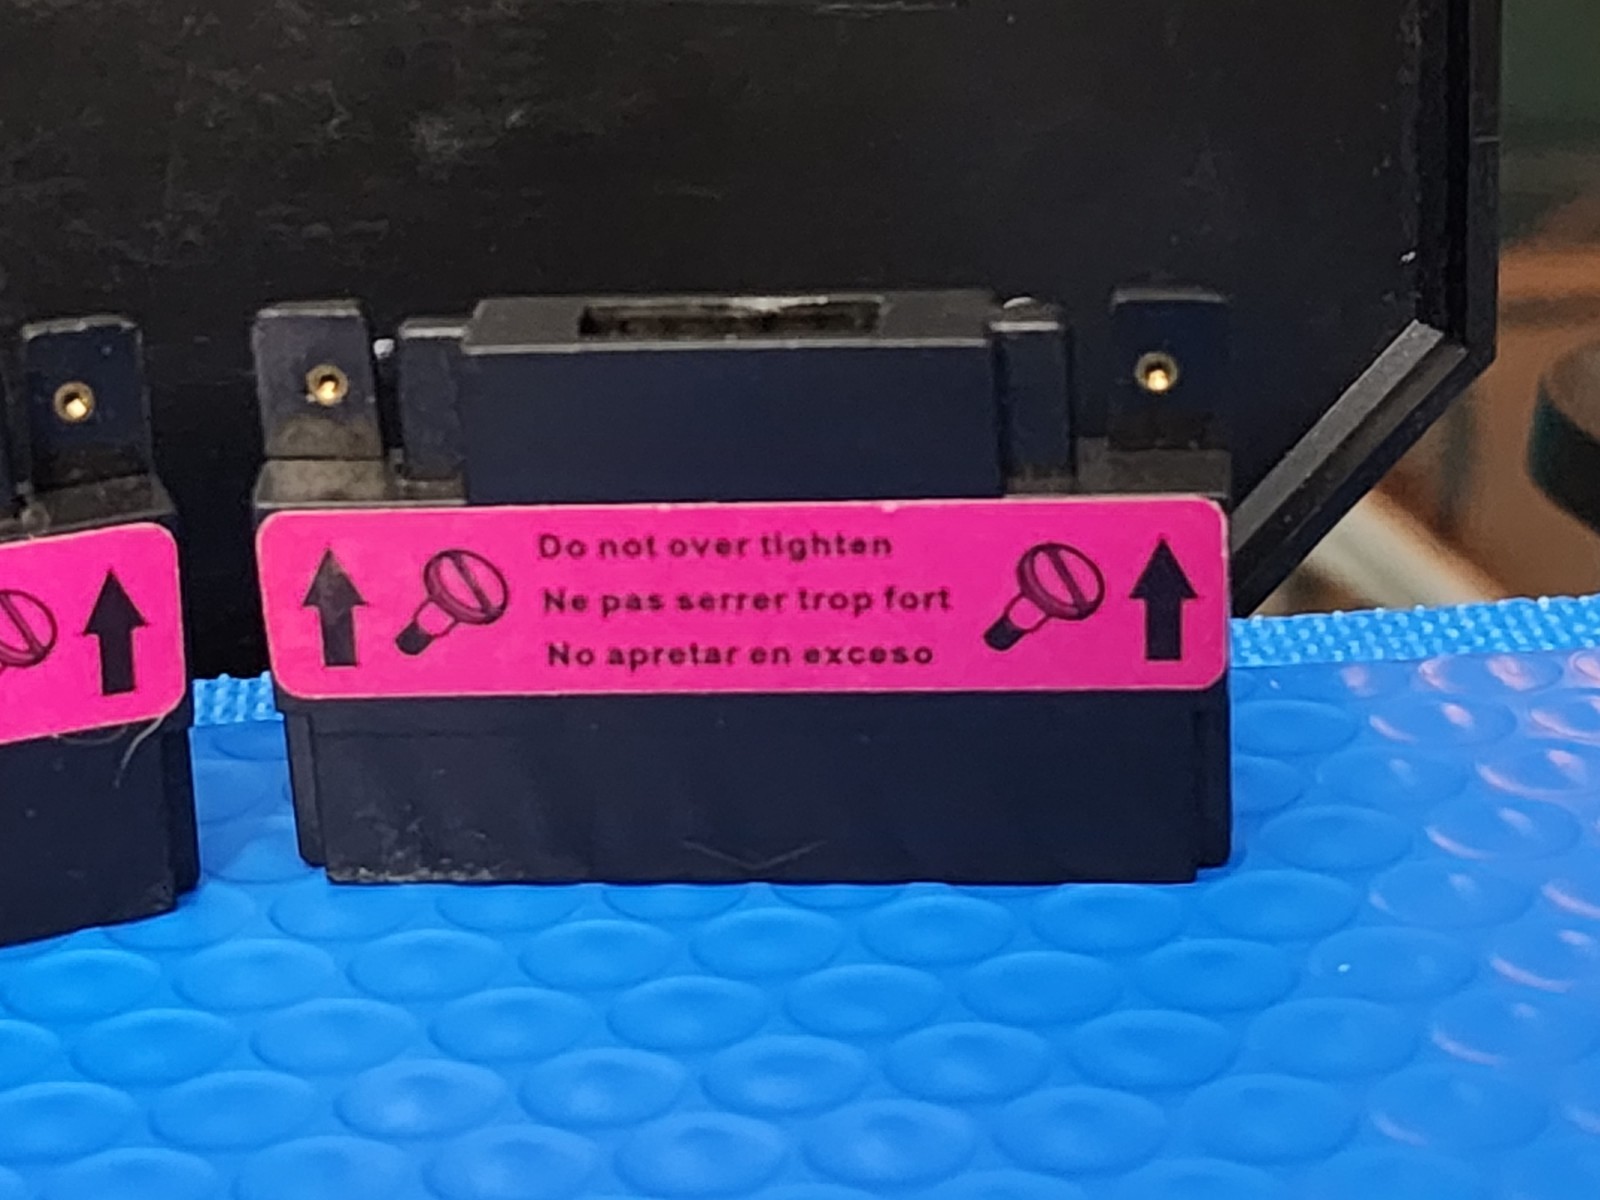 Do not over tighten
Ne pas serrer trop fort
No apretar en exceso